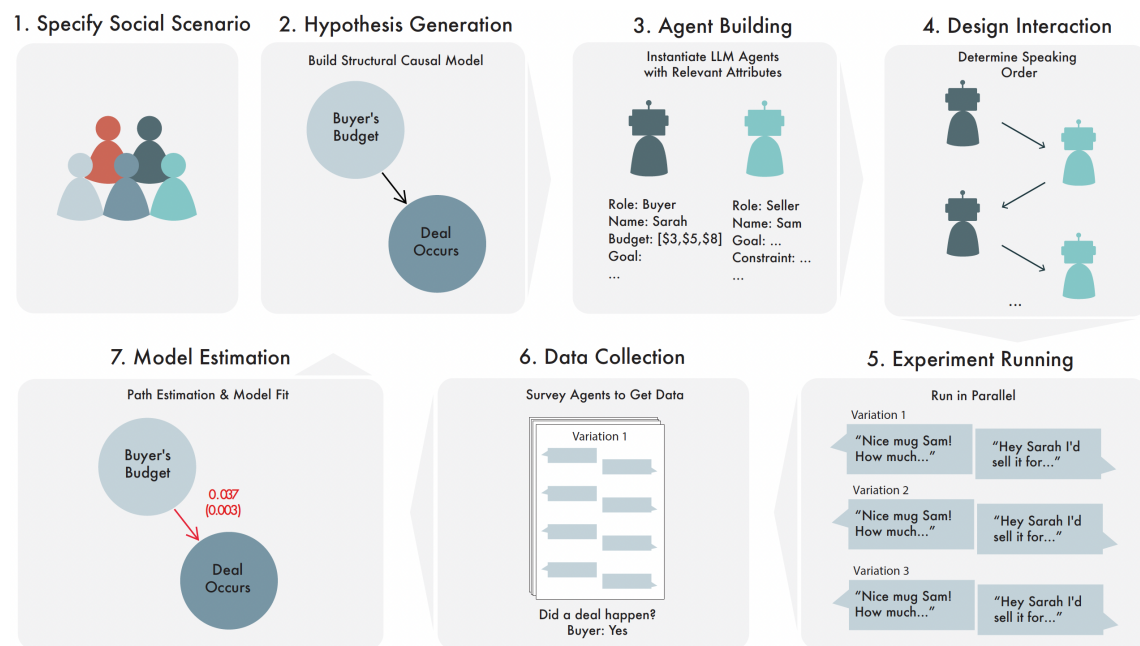 1. Specify Social Scenario
2. Hypothesis Generation
Build Structural Causal Model
Buyer's
Budget
Deal
Occurs
3. Agent Building
Instantiate LLM Agents
with Relevant Attributes
Role: Buyer
Name: Sarah
Budget: [$3,$5,$8]
Goal:
...
Role: Seller
Name: Sam
Goal: ...
Constraint: ...
...
4. Design Interaction
Determine Speaking
Order
...
5. Experiment Running
Run in Parallel
Variation 1
“Nice mug Sam!
How much...”
“Hey Sarah I'd
sell it for...”
Variation 2
“Nice mug Sam!
How much...”
“Hey Sarah I'd
sell it for...”
Variation 3
“Nice mug Sam!
How much...”
“Hey Sarah I'd
sell it for...”
6. Data Collection
Survey Agents to Get Data
Variation 1
Did a deal happen?
Buyer: Yes
7. Model Estimation
Path Estimation & Model Fit
Buyer's
Budget
0.037
(0.003)
Deal
Occurs